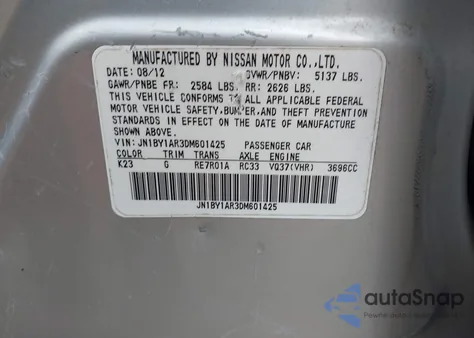 MANUFACTURED BY NISSAN MOTOR CO.,LTD.
DATE: 08/12 GVWR/PNBV: 5137 LBS.
GAWR/PNBE FR: 2584 LBS. RR: 2626 LBS.
THIS VEHICLE CONFORMS TO ALL APPLICABLE FEDERAL
MOTOR VEHICLE SAFETY, BUMPER, AND THEFT PREVENTION
STANDARDS IN EFFECT ON THE DATE OF MANUFACTURE
SHOWN ABOVE.
VIN: JN1BY1AR3DM601425 PASSENGER CAR
COLOR TRIM TRANS AXLE ENGINE
K23 G RE7R01A RC33 VQ37(VHR) 3696CC
JN1BY1AR3DM601425
autoSnap